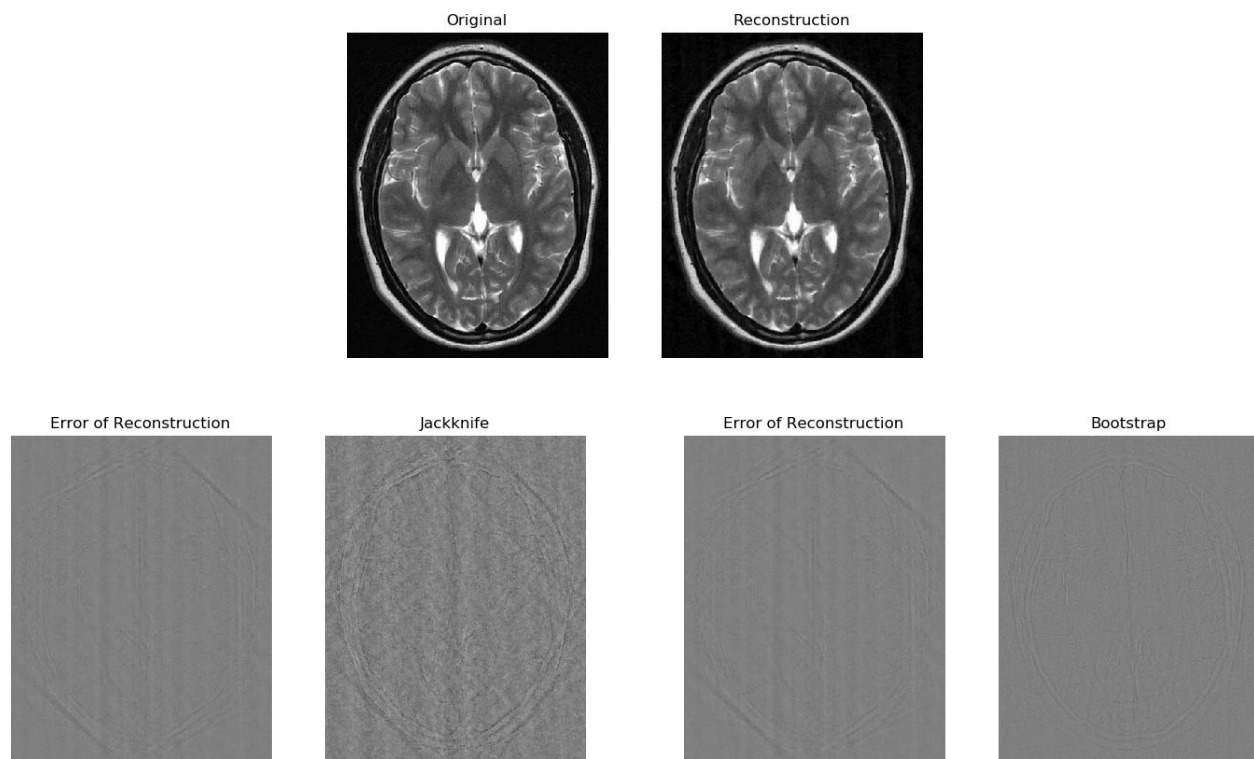 Original
Reconstruction
Error of Reconstruction
Jackknife
Error of Reconstruction
Bootstrap